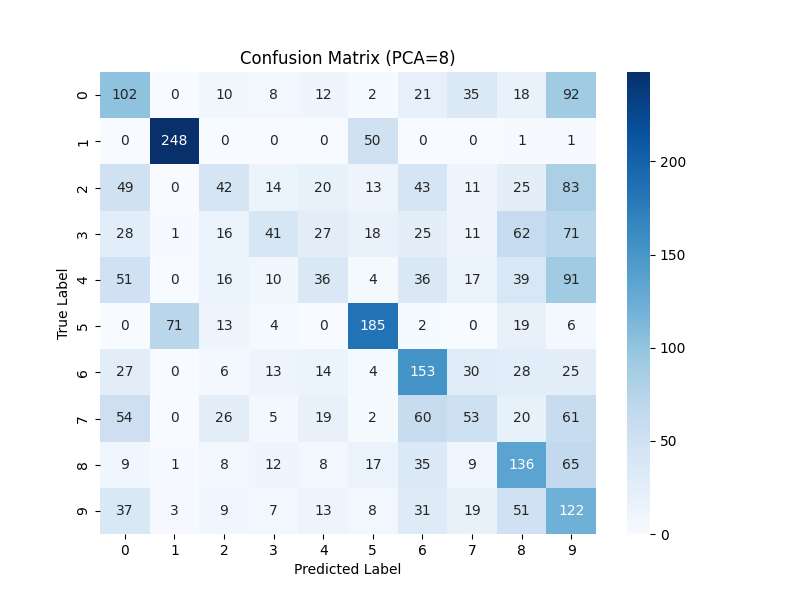 Confusion Matrix (PCA=8)
0 102 0 10 8 12 2 21 35 18 92
1 0 248 0 0 0 50 0 0 1 1
2 49 0 42 14 20 13 43 11 25 83
3 28 1 16 41 27 18 25 11 62 71
4 51 0 16 10 36 4 36 17 39 91
5 0 71 13 4 0 185 2 0 19 6
6 27 0 6 13 14 4 153 30 28 25
7 54 0 26 5 19 2 60 53 20 61
8 9 1 8 12 8 17 35 9 136 65
9 37 3 9 7 13 8 31 19 51 122
0 1 2 3 4 5 6 7 8 9
Predicted Label
True Label
200
150
100
50
0